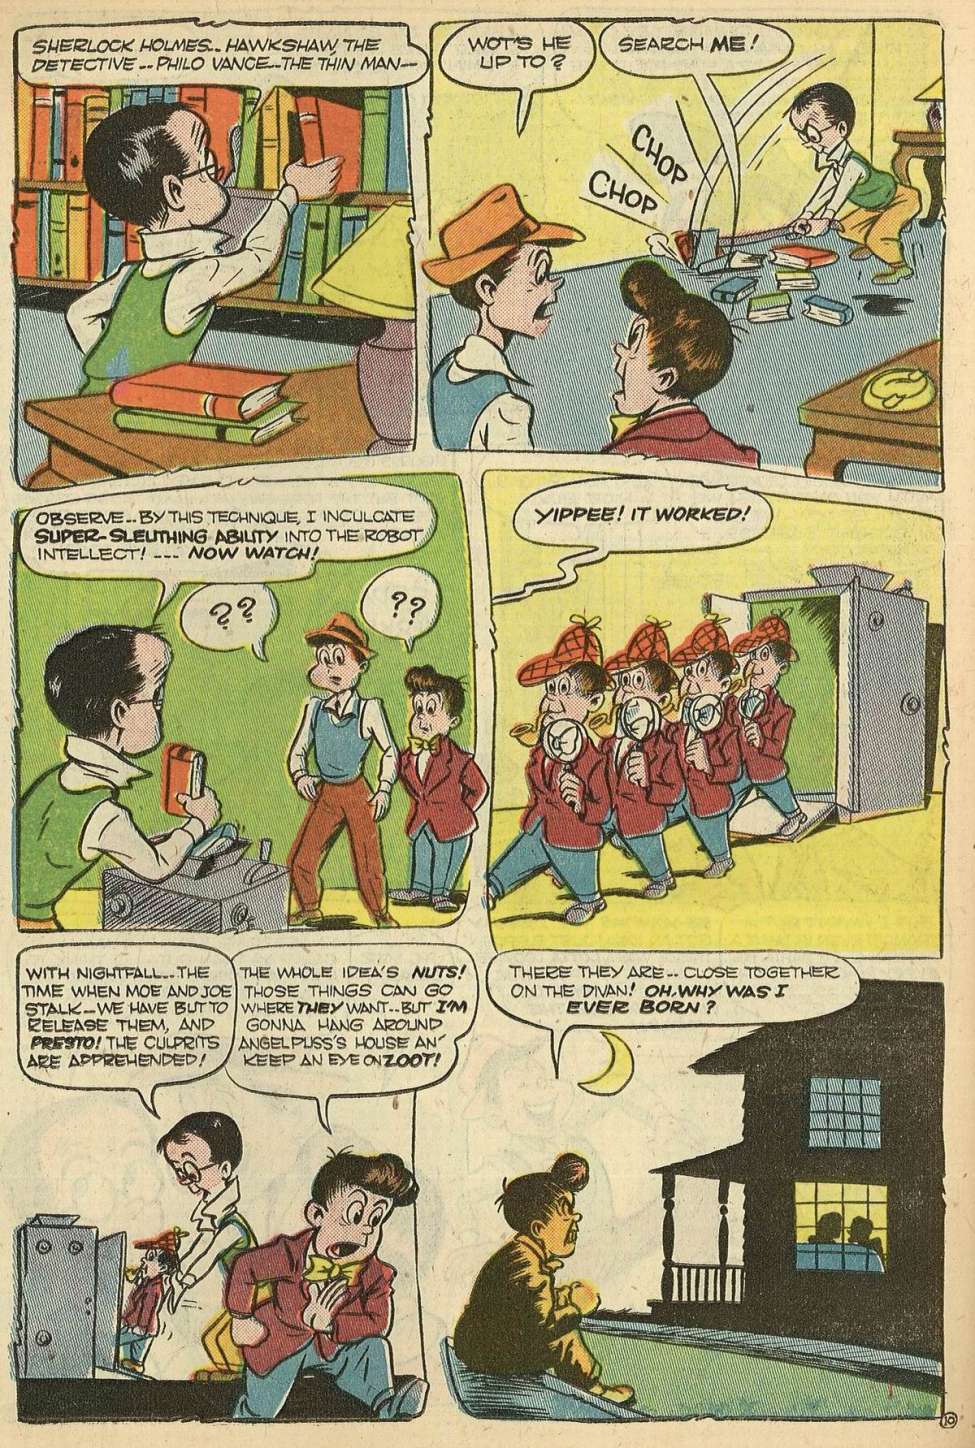 SHERLOCK HOLMES.. HAWKSHAW, THE
DETECTIVE -- PHILO VANCE--THE THIN MAN--
WOT'S HE
UP TO?
SEARCH ME!
CHOP
CHOP
OBSERVE-- BY THIS TECHNIQUE, I INCULCATE
SUPER-SLEUTHING ABILITY INTO THE ROBOT
INTELLECT! --- NOW WATCH!
??
??
YIPPEE! IT WORKED!
WITH NIGHTFALL--THE
TIME WHEN MOE AND JOE
STALK--WE HAVE BUT TO
RELEASE THEM, AND
PRESTO! THE CULPRITS
ARE APPREHENDED!
THE WHOLE IDEA'S NUTS!
THOSE THINGS CAN GO
WHERE THEY WANT--BUT I'M
GONNA HANG AROUND
ANGELPUSS'S HOUSE AN'
KEEP AN EYE ON ZOOT!
THERE THEY ARE-- CLOSE TOGETHER
ON THE DIVAN! OH, WHY WAS I
EVER BORN?
10